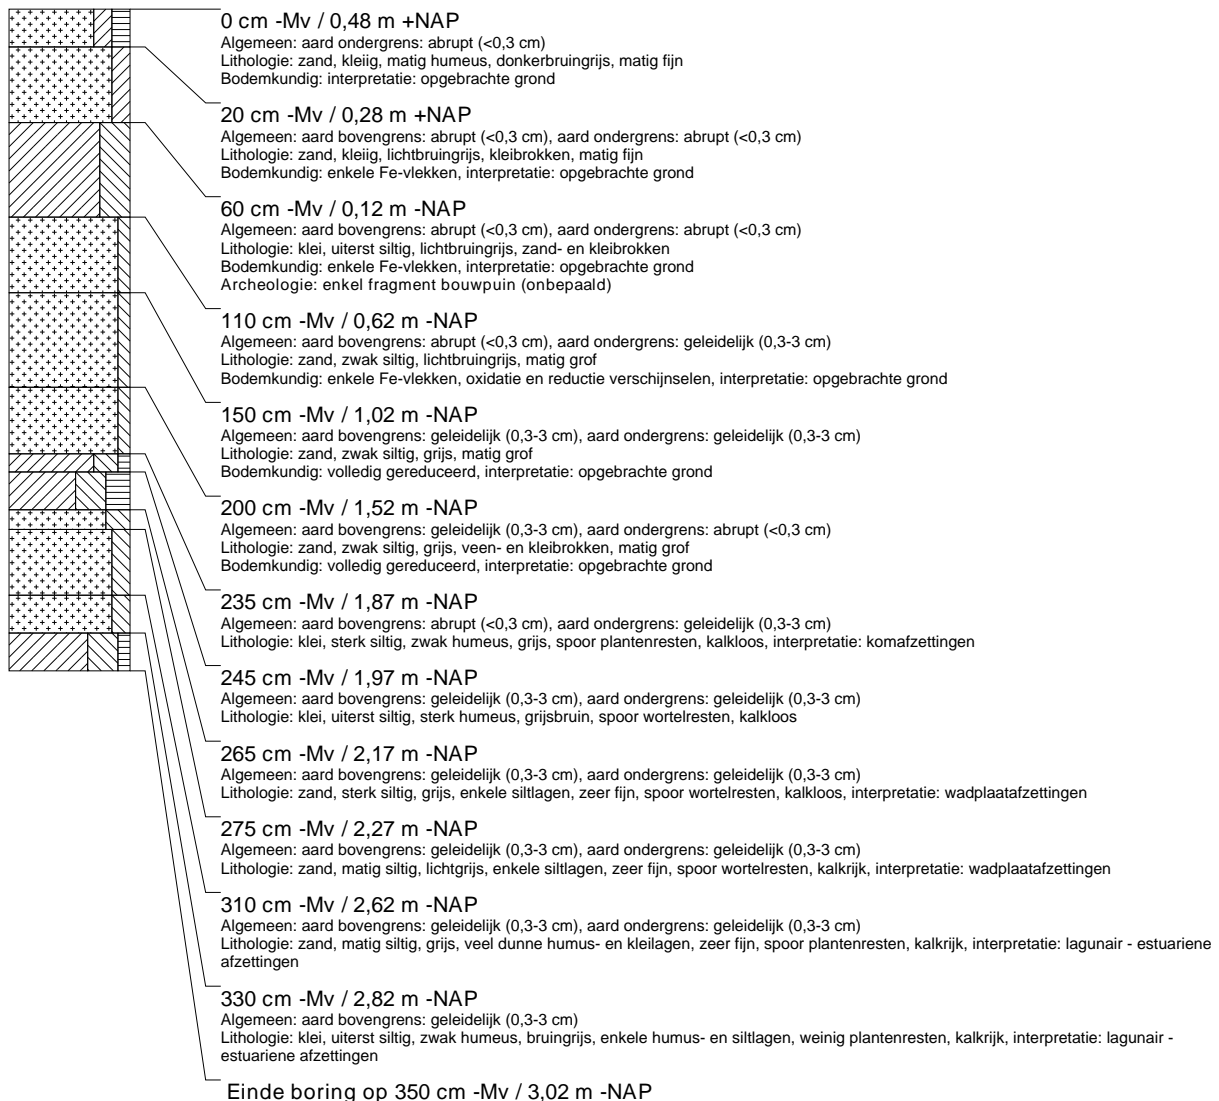 0 cm -Mv / 0,48 m +NAP
Algemeen: aard ondergrens: abrupt (<0,3 cm)
Lithologie: zand, kleiig, matig humeus, donkerbruingrijs, matig fijn
Bodemkundig: interpretatie: opgebrachte grond
20 cm -Mv / 0,28 m +NAP
Algemeen: aard bovengrens: abrupt (<0,3 cm), aard ondergrens: abrupt (<0,3 cm)
Lithologie: zand, kleiig, lichtbruingrijs, kleibrokken, matig fijn
Bodemkundig: enkele Fe-vlekken, interpretatie: opgebrachte grond
60 cm -Mv / 0,12 m -NAP
Algemeen: aard bovengrens: abrupt (<0,3 cm), aard ondergrens: abrupt (<0,3 cm)
Lithologie: klei, uiterst siltig, lichtbruingrijs, zand- en kleibrokken
Bodemkundig: enkele Fe-vlekken, interpretatie: opgebrachte grond
Archeologie: enkel fragment bouwpuin (onbepaald)
110 cm -Mv / 0,62 m -NAP
Algemeen: aard bovengrens: abrupt (<0,3 cm), aard ondergrens: geleidelijk (0,3-3 cm)
Lithologie: zand, zwak siltig, lichtbruingrijs, matig grof
Bodemkundig: enkele Fe-vlekken, oxidatie en reductie verschijnselen, interpretatie: opgebrachte grond
150 cm -Mv / 1,02 m -NAP
Algemeen: aard bovengrens: geleidelijk (0,3-3 cm), aard ondergrens: geleidelijk (0,3-3 cm)
Lithologie: zand, zwak siltig, grijs, matig grof
Bodemkundig: volledig gereduceerd, interpretatie: opgebrachte grond
200 cm -Mv / 1,52 m -NAP
Algemeen: aard bovengrens: geleidelijk (0,3-3 cm), aard ondergrens: abrupt (<0,3 cm)
Lithologie: zand, zwak siltig, grijs, veen- en kleibrokken, matig grof
Bodemkundig: volledig gereduceerd, interpretatie: opgebrachte grond
235 cm -Mv / 1,87 m -NAP
Algemeen: aard bovengrens: abrupt (<0,3 cm), aard ondergrens: geleidelijk (0,3-3 cm)
Lithologie: klei, sterk siltig, zwak humeus, grijs, spoor plantenresten, kalkloos, interpretatie: komafzettingen
245 cm -Mv / 1,97 m -NAP
Algemeen: aard bovengrens: geleidelijk (0,3-3 cm), aard ondergrens: geleidelijk (0,3-3 cm)
Lithologie: klei, uiterst siltig, sterk humeus, grijsbruin, spoor wortelresten, kalkloos
265 cm -Mv / 2,17 m -NAP
Algemeen: aard bovengrens: geleidelijk (0,3-3 cm), aard ondergrens: geleidelijk (0,3-3 cm)
Lithologie: zand, sterk siltig, grijs, enkele siltlagen, zeer fijn, spoor wortelresten, kalkloos, interpretatie: wadplaatafzettingen
275 cm -Mv / 2,27 m -NAP
Algemeen: aard bovengrens: geleidelijk (0,3-3 cm), aard ondergrens: geleidelijk (0,3-3 cm)
Lithologie: zand, matig siltig, lichtgrijs, enkele siltlagen, zeer fijn, spoor wortelresten, kalkrijk, interpretatie: wadplaatafzettingen
310 cm -Mv / 2,62 m -NAP
Algemeen: aard bovengrens: geleidelijk (0,3-3 cm), aard ondergrens: geleidelijk (0,3-3 cm)
Lithologie: zand, matig siltig, grijs, veel dunne humus- en kleilagen, zeer fijn, spoor plantenresten, kalkrijk, interpretatie: lagunair - estuariene
afzettingen
330 cm -Mv / 2,82 m -NAP
Algemeen: aard bovengrens: geleidelijk (0,3-3 cm)
Lithologie: klei, uiterst siltig, zwak humeus, bruingrijs, enkele humus- en siltlagen, weinig plantenresten, kalkrijk, interpretatie: lagunair -
estuariene afzettingen
Einde boring op 350 cm -Mv / 3,02 m -NAP